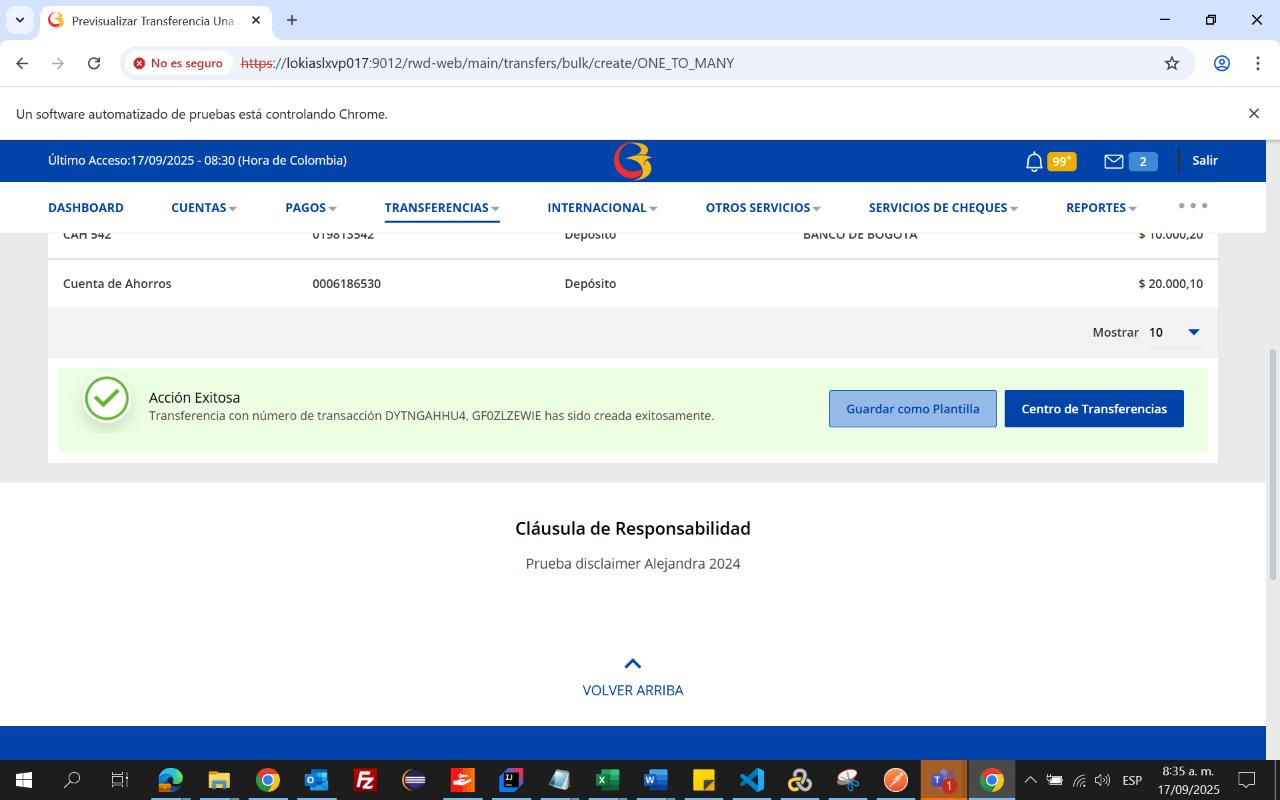 Previsualizar Transferencia Una
No es seguro
https://lokiaslxvp017:9012/rwd-web/main/transfers/bulk/create/ONE_TO_MANY
Un software automatizado de pruebas está controlando Chrome.
Último Acceso:17/09/2025 - 08:30 (Hora de Colombia)
99+
2
Salir
DASHBOARD CUENTAS PAGOS TRANSFERENCIAS INTERNACIONAL OTROS SERVICIOS SERVICIOS DE CHEQUES REPORTES
CAH 542 019813542 Depósito BANCO DE BOGOTA $ 10.000,20
Cuenta de Ahorros 0006186530 Depósito $ 20.000,10
Mostrar 10
Acción Exitosa
Transferencia con número de transacción DYTNGAHHU4, GF0ZLZEWIE ha sido creada exitosamente.
Guardar como Plantilla
Centro de Transferencias
Cláusula de Responsabilidad
Prueba disclaimer Alejandra 2024
VOLVER ARRIBA
ESP
8:35 a. m.
17/09/2025